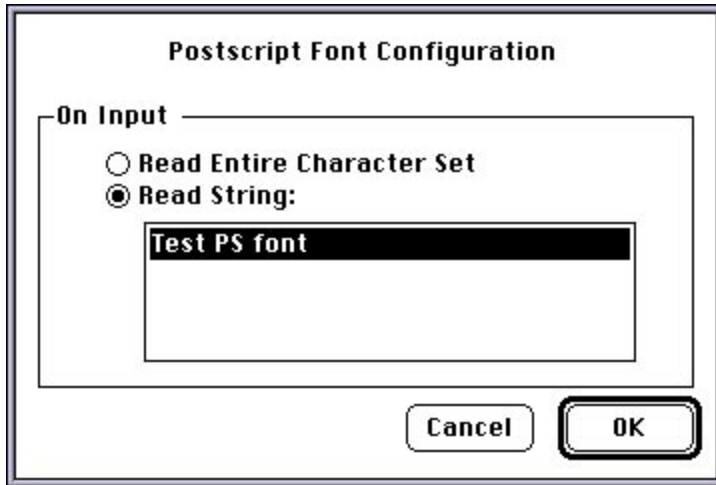 Postscript Font Configuration
On Input
Read Entire Character Set
Read String:
Test PS font
Cancel
OK